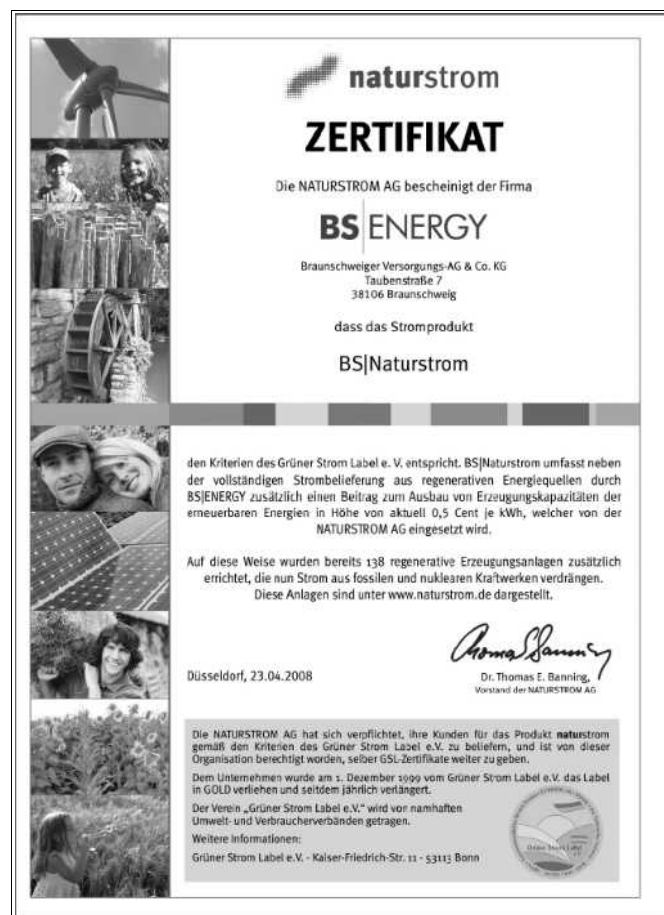 naturstrom
ZERTIFIKAT
Die NATURSTROM AG bescheinigt der Firma
BS|ENERGY
Braunschweiger Versorgungs-AG & Co. KG
Taubenstraße 7
38106 Braunschweig
dass das Stromprodukt
BS|Naturstrom
den Kriterien des Grüner Strom Label e. V. entspricht. BS|Naturstrom umfasst neben
der vollständigen Strombelieferung aus regenerativen Energiequellen durch
BS|ENERGY zusätzlich einen Beitrag zum Ausbau von Erzeugungskapazitäten der
erneuerbaren Energien in Höhe von aktuell 0,5 Cent je kWh, welcher von der
NATURSTROM AG eingesetzt wird.
Auf diese Weise wurden bereits 138 regenerative Erzeugungsanlagen zusätzlich
errichtet, die nun Strom aus fossilen und nuklearen Kraftwerken verdrängen.
Diese Anlagen sind unter www.naturstrom.de dargestellt.
Düsseldorf, 23.04.2008
Dr. Thomas E. Banning,
Vorstand der NATURSTROM AG
Die NATURSTROM AG hat sich verpflichtet, ihre Kunden für das Produkt naturstrom
gemäß den Kriterien des Grüner Strom Label e.V. zu beliefern, und ist von dieser
Organisation berechtigt worden, selber GSL-Zertifikate weiter zu geben.
Dem Unternehmen wurde am 1. Dezember 1999 vom Grüner Strom Label e.V. das Label
in GOLD verliehen und seitdem jährlich verlängert.
Der Verein „Grüner Strom Label e.V.“ wird von namhaften
Umwelt- und Verbraucherverbänden getragen.
Weitere Informationen:
Grüner Strom Label e.V. - Kaiser-Friedrich-Str. 11 - 53113 Bonn
Grüner Strom Label